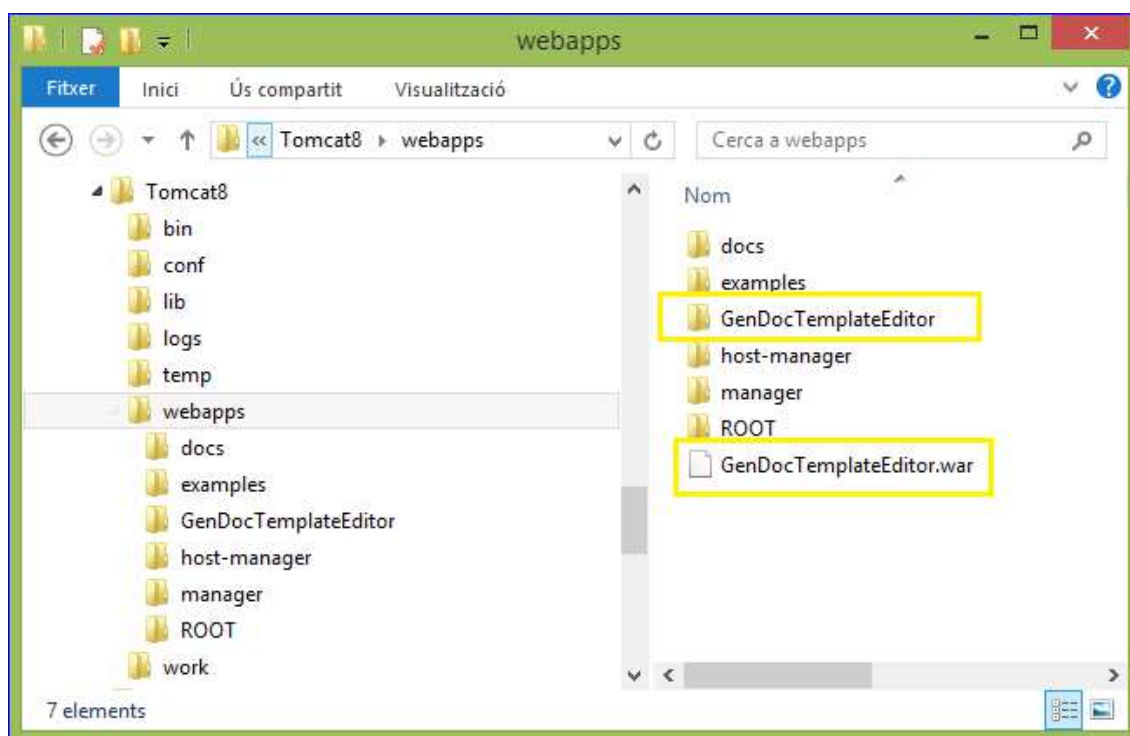 webapps
Fitxer Inici Ús compartit Visualització
« Tomcat8 webapps Cerca a webapps
Tomcat8
bin
conf
lib
logs
temp
webapps
docs
examples
GenDocTemplateEditor
host-manager
manager
ROOT
work
Nom
docs
examples
GenDocTemplateEditor
host-manager
manager
ROOT
GenDocTemplateEditor.war
7 elements